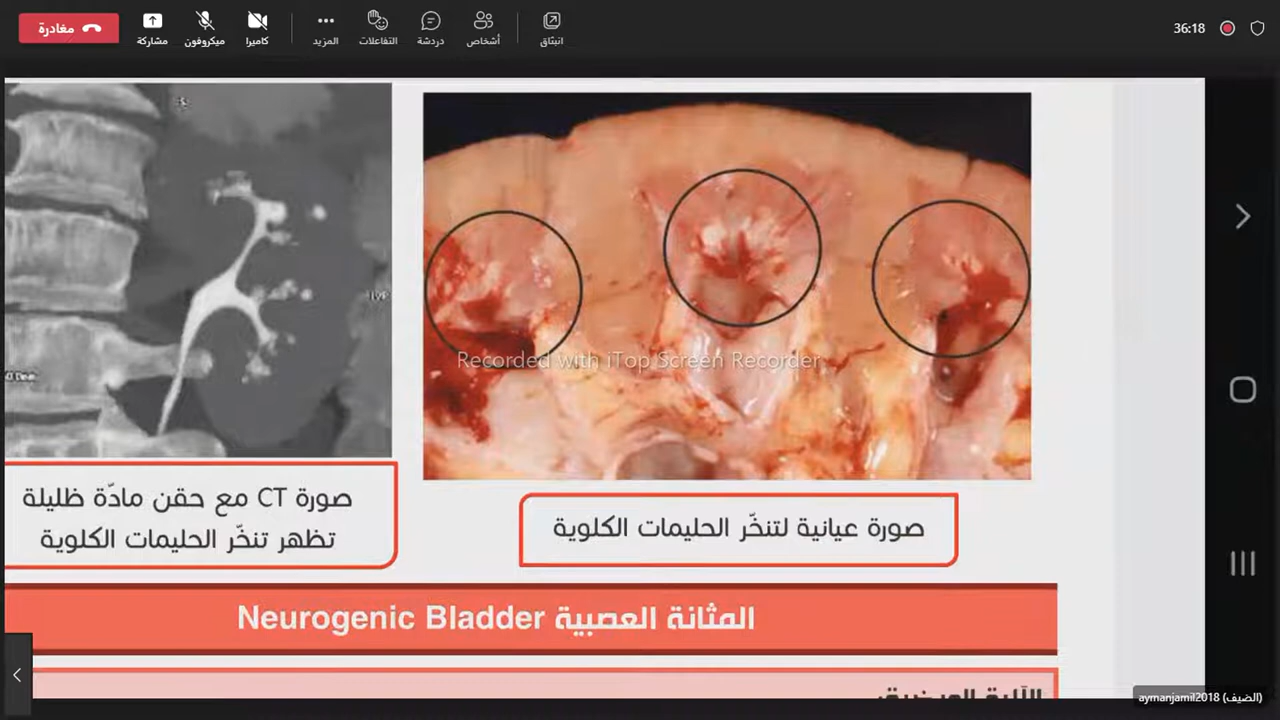 مغادرة
مشاركة
ميكروفون
كاميرا
المزيد
التفاعلات
دردشة
أشخاص
انبثاق
36:18
Recorded with iTop Screen Recorder
صورة CT مع حقن مادّة ظليلة
تظهر تنخّر الحليمات الكلوية
صورة عيانية لتنخّر الحليمات الكلوية
المثانة العصبية Neurogenic Bladder
aymanjamil2018 (الضيف)